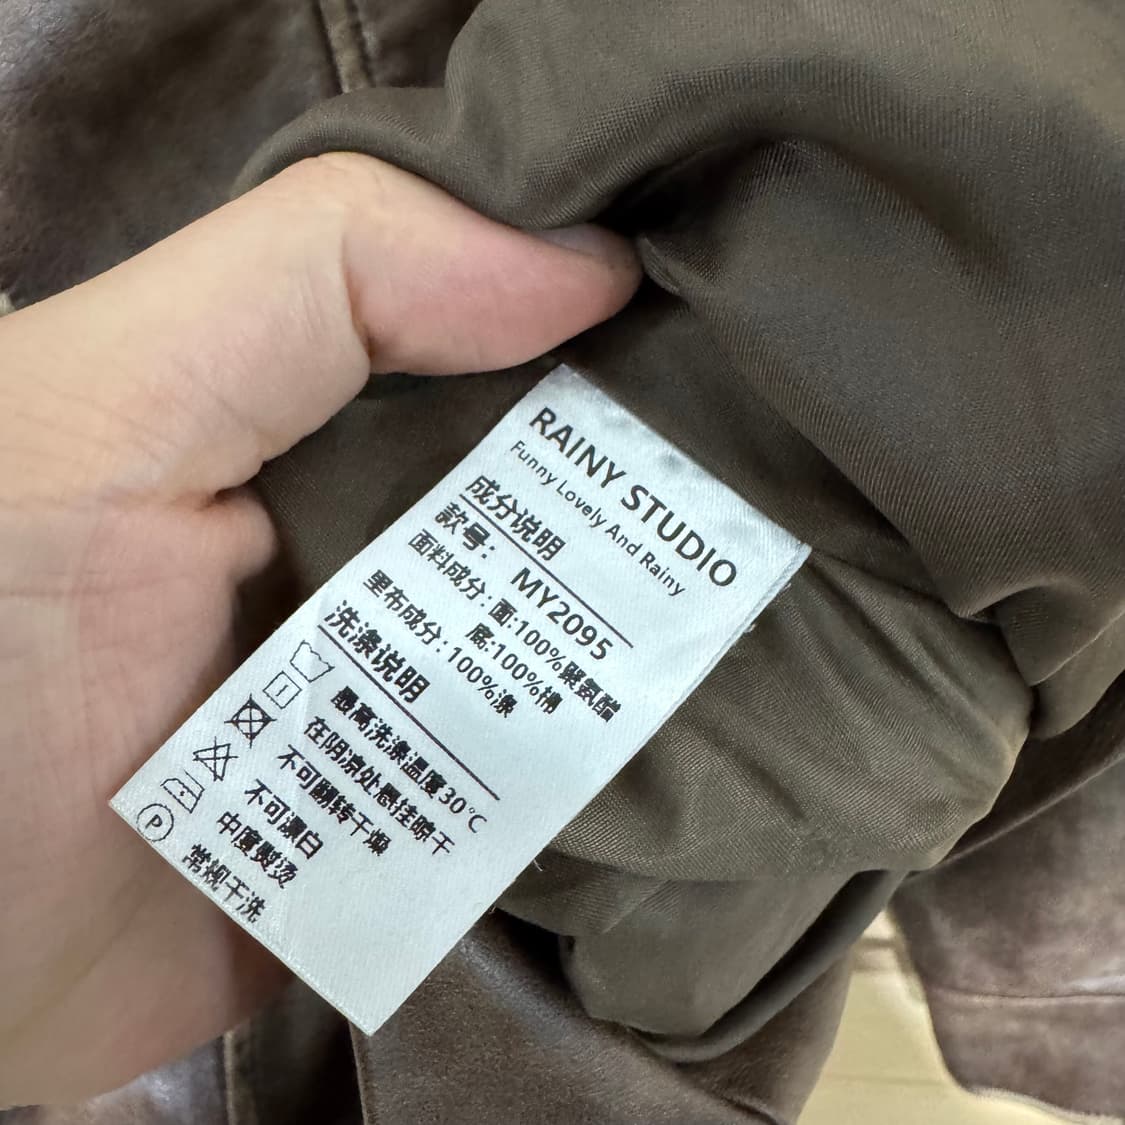 RAINY STUDIO
Funny Lovely And Rainy
成分说明
款号： MY2095
面料成分：面:100%聚氨酯
底:100%棉
里布成分：100%涤
洗涤说明
最高洗涤温度30℃
在阴凉处悬挂晾干
不可翻转干燥
不可漂白
中度熨烫
P 常规干洗